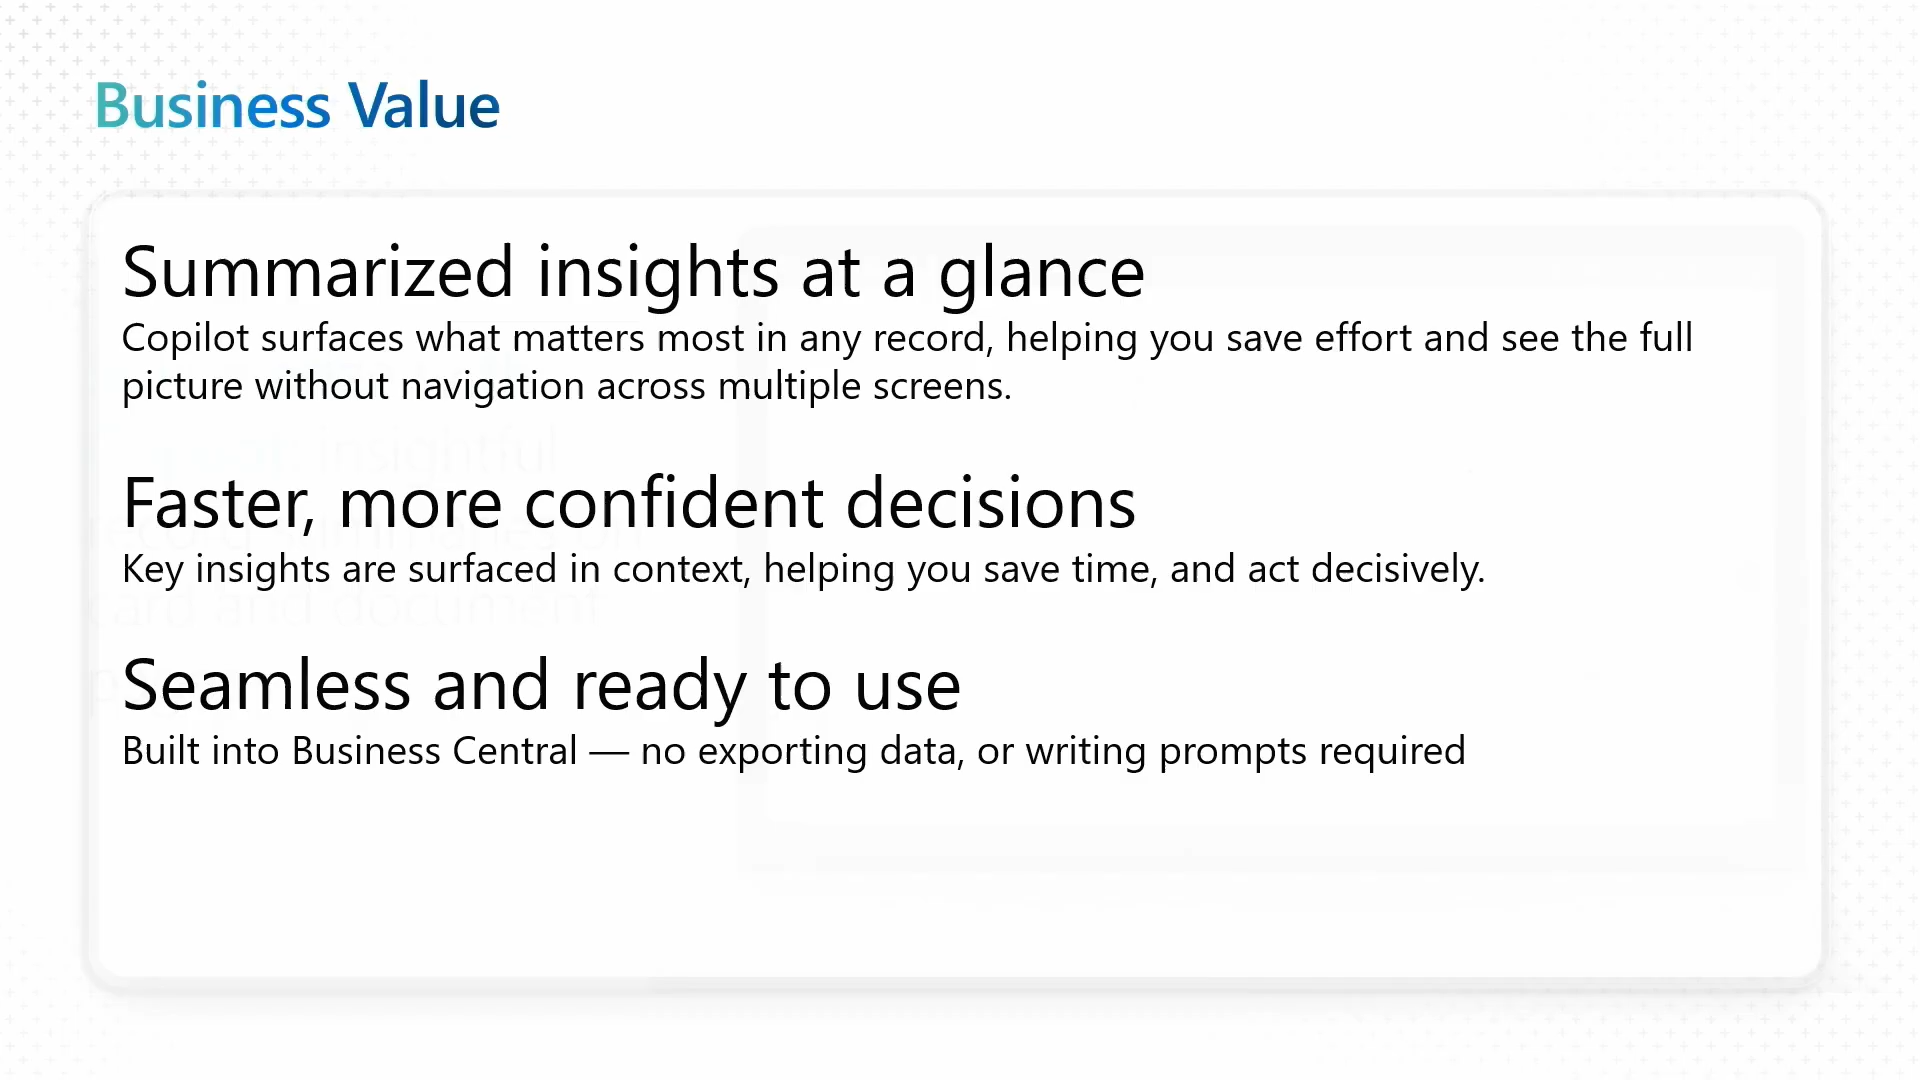 Business Value
Summarized insights at a glance
Copilot surfaces what matters most in any record, helping you save effort and see the full
picture without navigation across multiple screens.
Faster, more confident decisions
Key insights are surfaced in context, helping you save time, and act decisively.
Seamless and ready to use
Built into Business Central — no exporting data, or writing prompts required